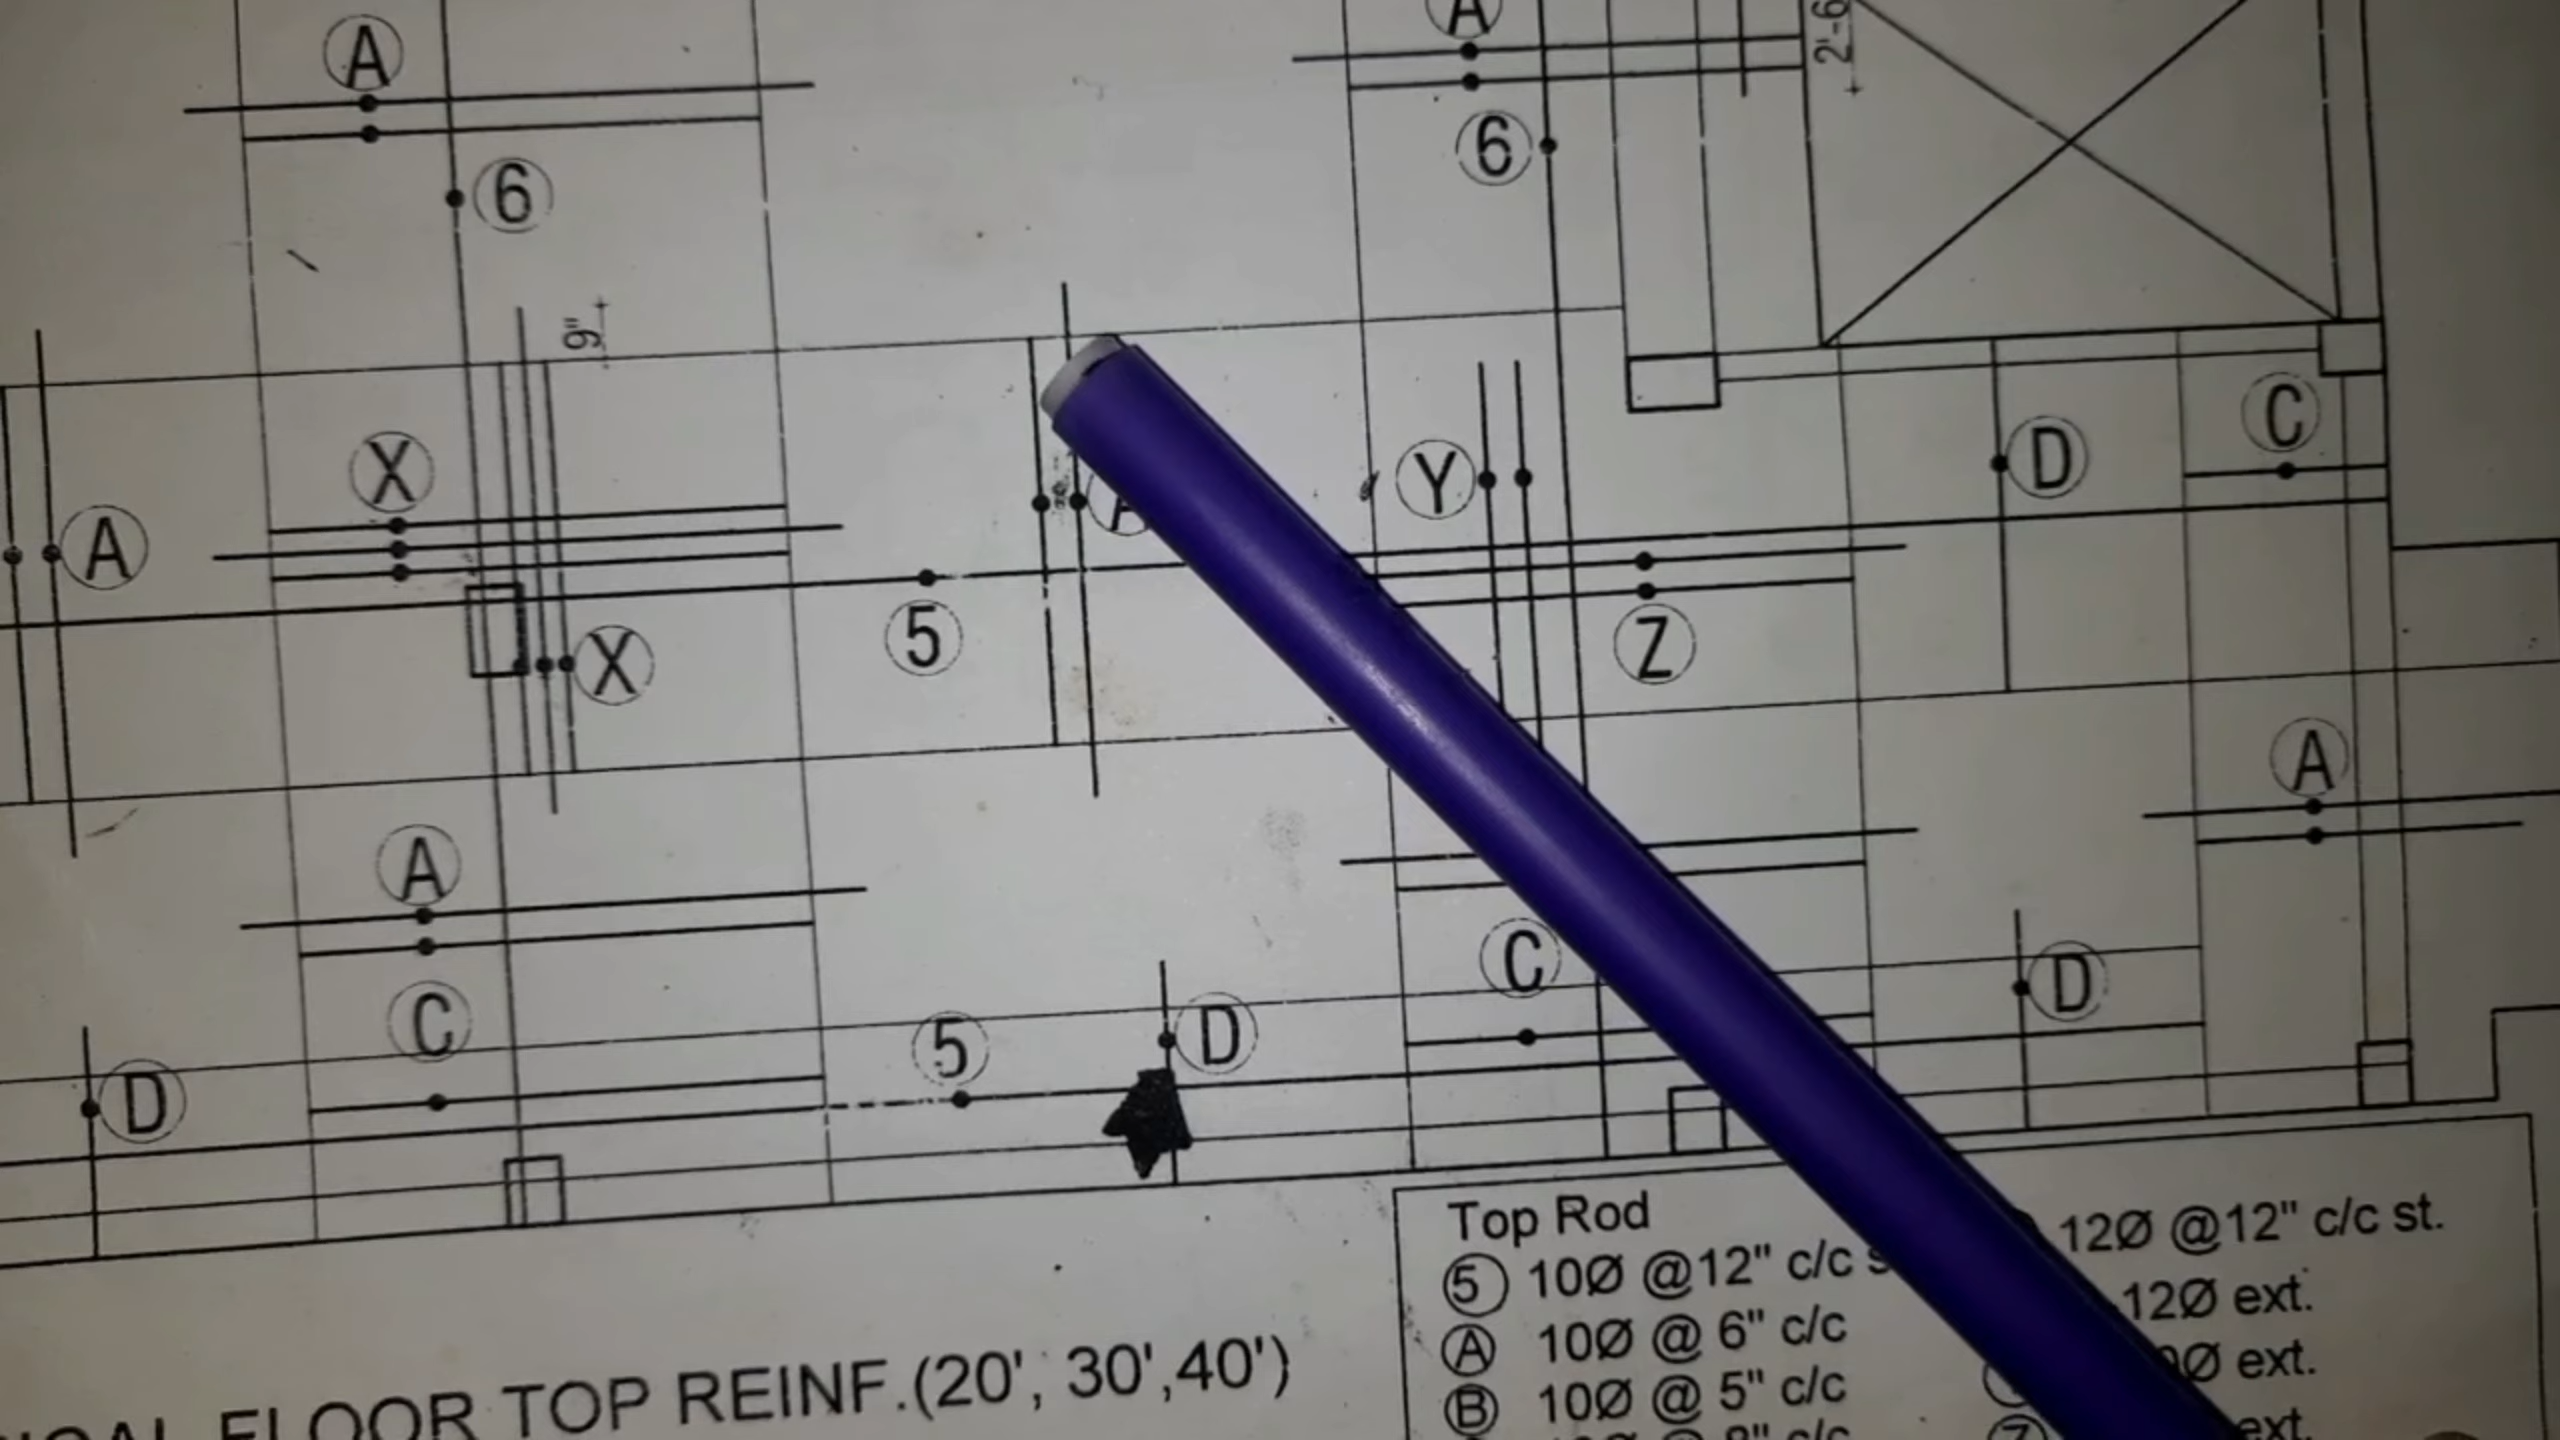 A
A
2'-6
6
6
9"
C
X
Y
D
A
A
5
Z
X
A
A
C
D
C
5
D
D
Top Rod
5 10Ø @12" c/c
12Ø @12" c/c st.
A 10Ø @ 6" c/c
12Ø ext.
B 10Ø @ 5" c/c
ext.
FLOOR TOP REINF.(20', 30',40')
c/c
Z ext.